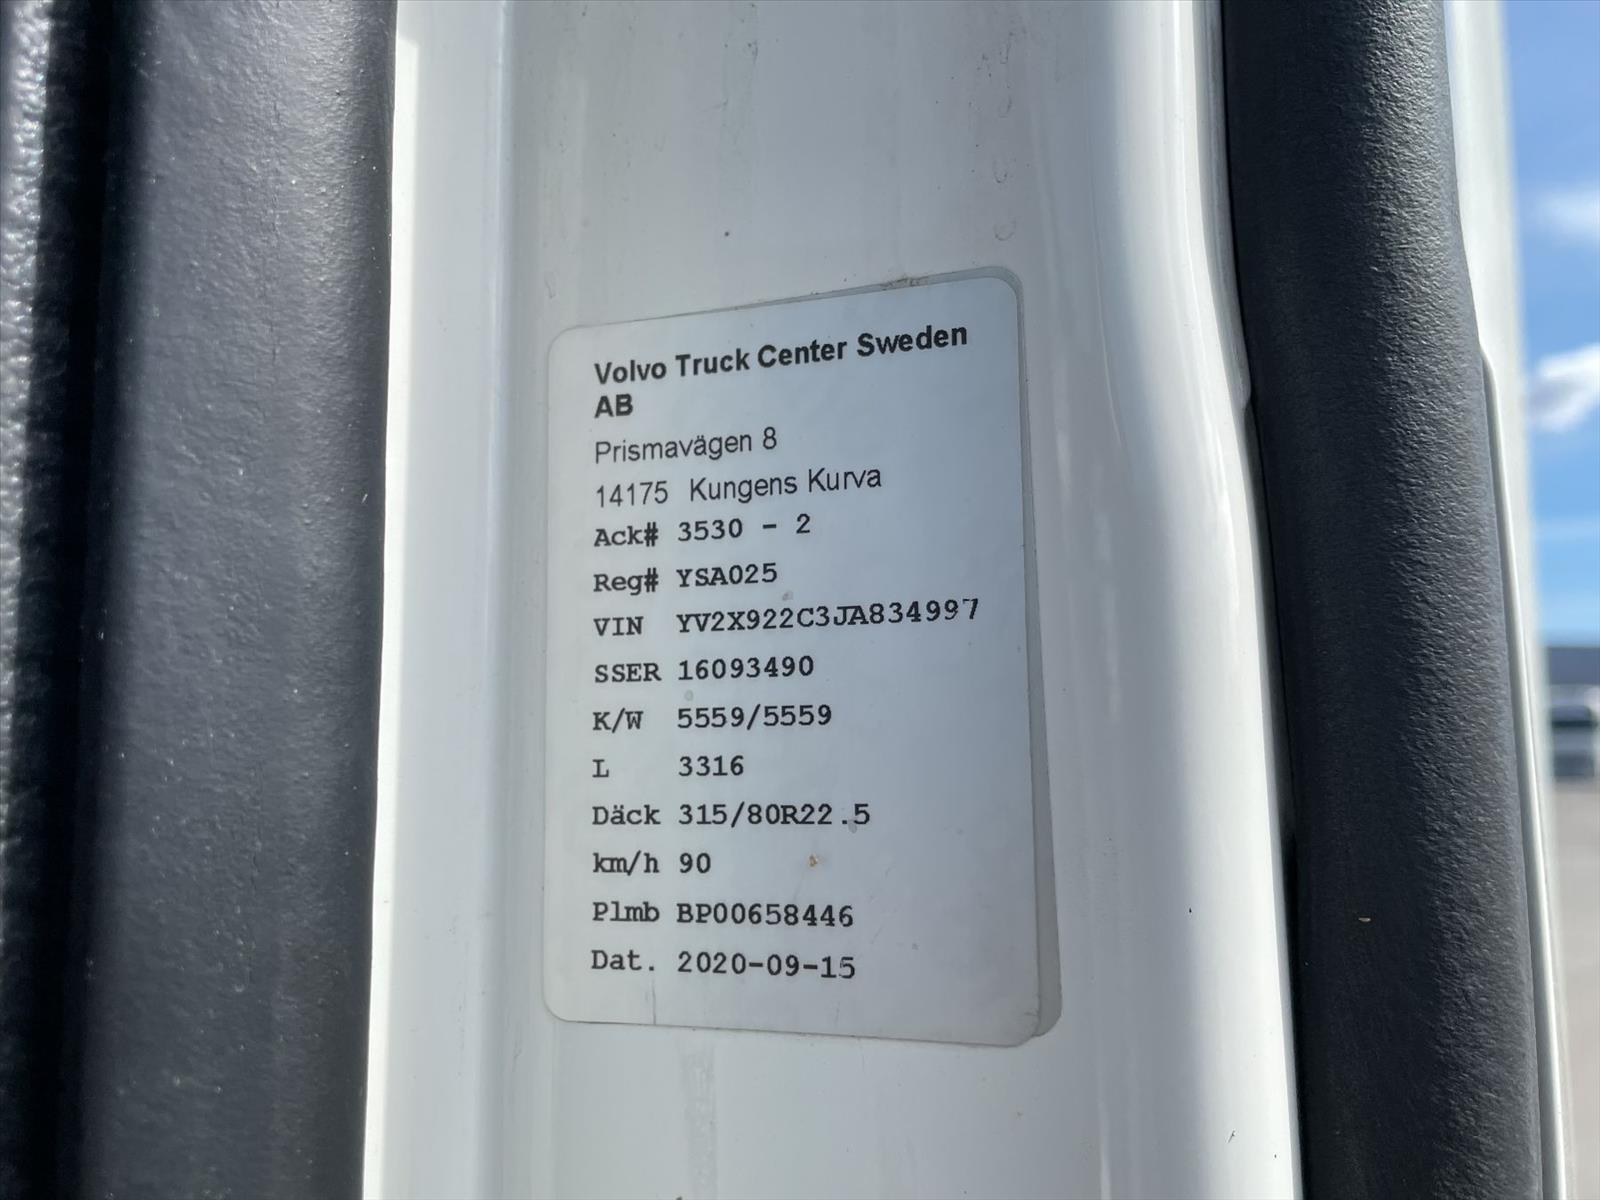 Volvo Truck Center Sweden
AB
Prismavägen 8
14175 Kungens Kurva
Ack# 3530 - 2
Reg# YSA025
VIN YV2X922C3JA834997
SSER 16093490
K/W 5559/5559
L 3316
Däck 315/80R22.5
km/h 90
Plmb BP00658446
Dat. 2020-09-15